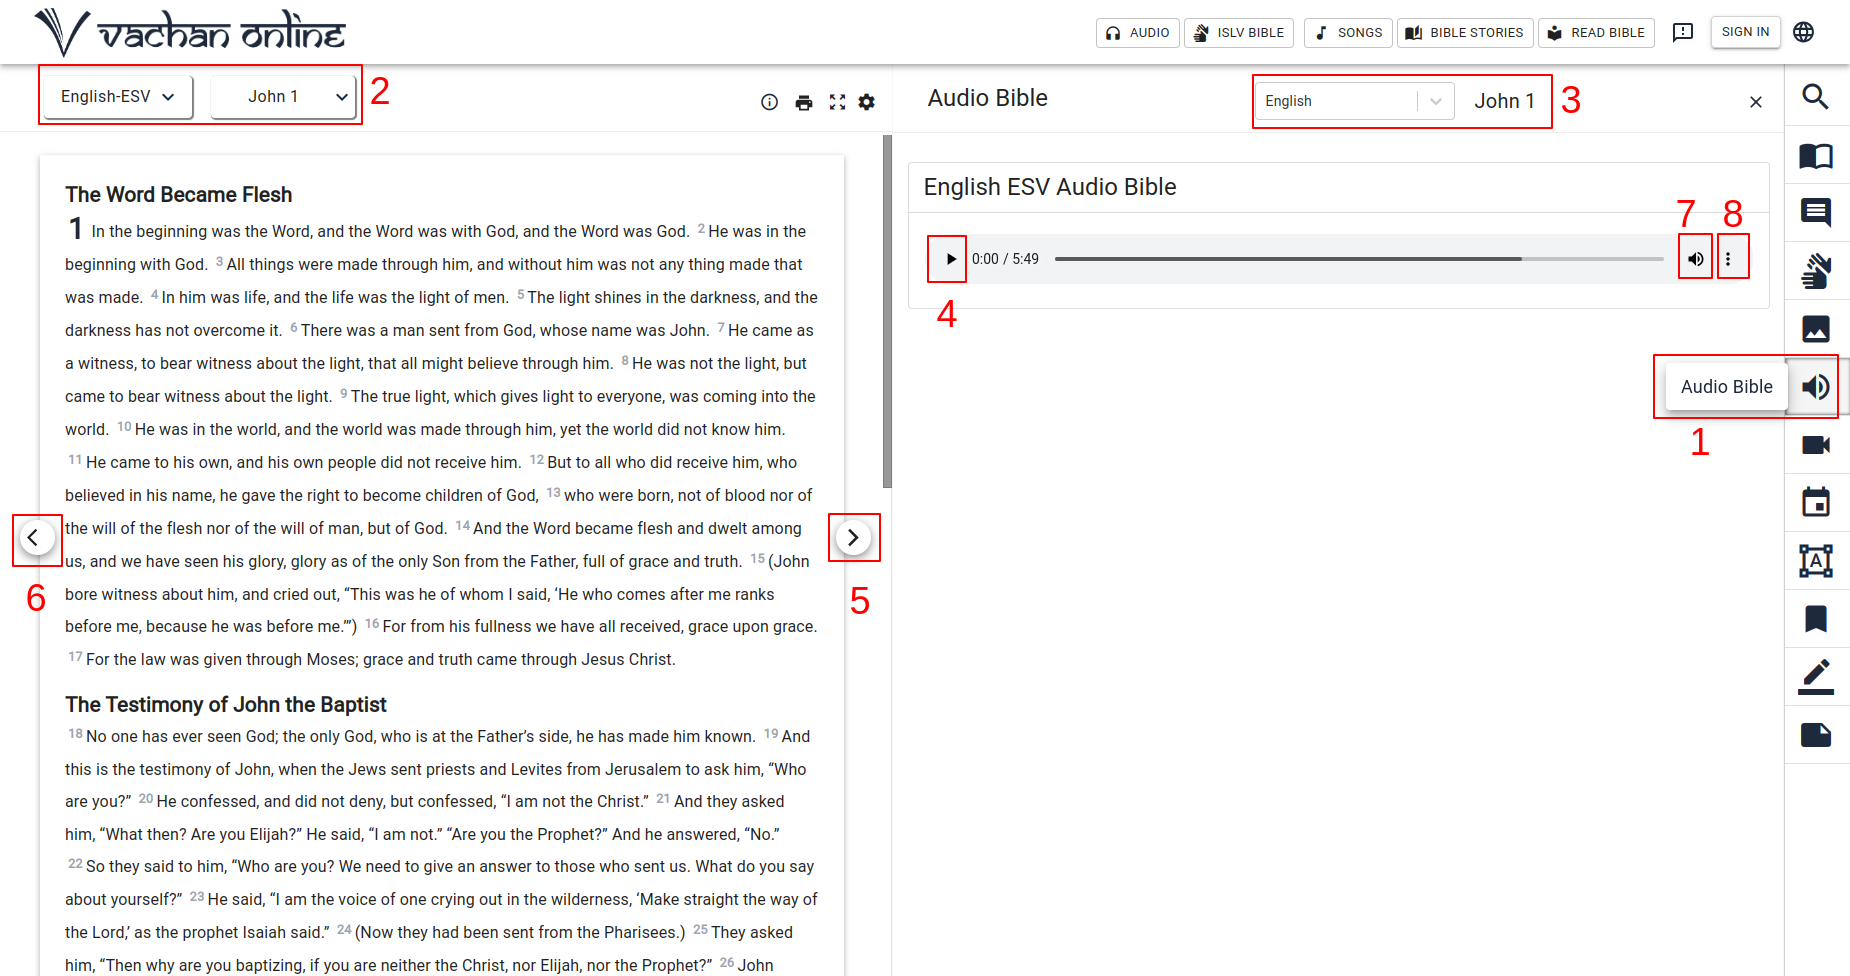 vachan online
AUDIO
ISLV BIBLE
SONGS
BIBLE STORIES
READ BIBLE
SIGN IN
English-ESV
John 1
2
Audio Bible
English
John 1
3
The Word Became Flesh
1 In the beginning was the Word, and the Word was with God, and the Word was God. 2 He was in the
beginning with God. 3 All things were made through him, and without him was not any thing made that
was made. 4 In him was life, and the life was the light of men. 5 The light shines in the darkness, and the
darkness has not overcome it. 6 There was a man sent from God, whose name was John. 7 He came as
a witness, to bear witness about the light, that all might believe through him. 8 He was not the light, but
came to bear witness about the light. 9 The true light, which gives light to everyone, was coming into the
world. 10 He was in the world, and the world was made through him, yet the world did not know him.
11 He came to his own, and his own people did not receive him. 12 But to all who did receive him, who
believed in his name, he gave the right to become children of God, 13 who were born, not of blood nor of
the will of the flesh nor of the will of man, but of God. 14 And the Word became flesh and dwelt among
us, and we have seen his glory, glory as of the only Son from the Father, full of grace and truth. 15 (John
bore witness about him, and cried out, “This was he of whom I said, ‘He who comes after me ranks
before me, because he was before me.’”) 16 For from his fullness we have all received, grace upon grace.
17 For the law was given through Moses; grace and truth came through Jesus Christ.
The Testimony of John the Baptist
18 No one has ever seen God; the only God, who is at the Father’s side, he has made him known. 19 And
this is the testimony of John, when the Jews sent priests and Levites from Jerusalem to ask him, “Who
are you?” 20 He confessed, and did not deny, but confessed, “I am not the Christ.” 21 And they asked
him, “What then? Are you Elijah?” He said, “I am not.” “Are you the Prophet?” And he answered, “No.”
22 So they said to him, “Who are you? We need to give an answer to those who sent us. What do you say
about yourself?” 23 He said, “I am the voice of one crying out in the wilderness, ‘Make straight the way of
the Lord,’ as the prophet Isaiah said.” 24 (Now they had been sent from the Pharisees.) 25 They asked
him, “Then why are you baptizing, if you are neither the Christ, nor Elijah, nor the Prophet?” 26 John
6
5
English ESV Audio Bible
7
8
0:00 / 5:49
4
Audio Bible
1
A